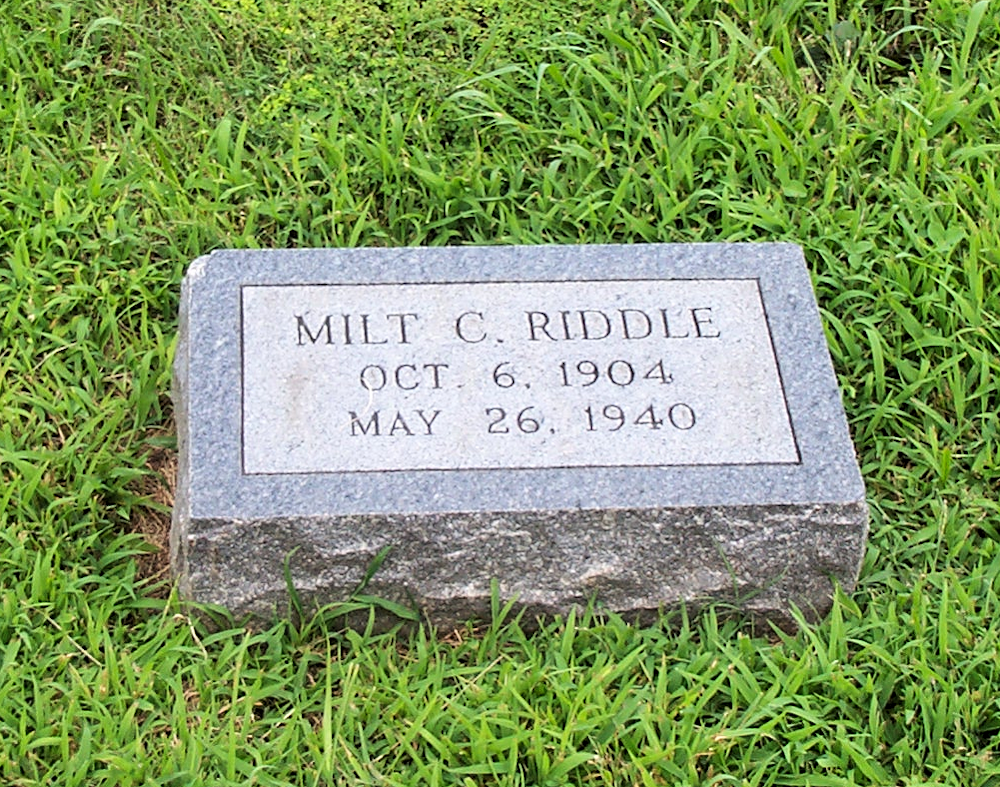 MILT C. RIDDLE
OCT. 6, 1904
MAY 26, 1940